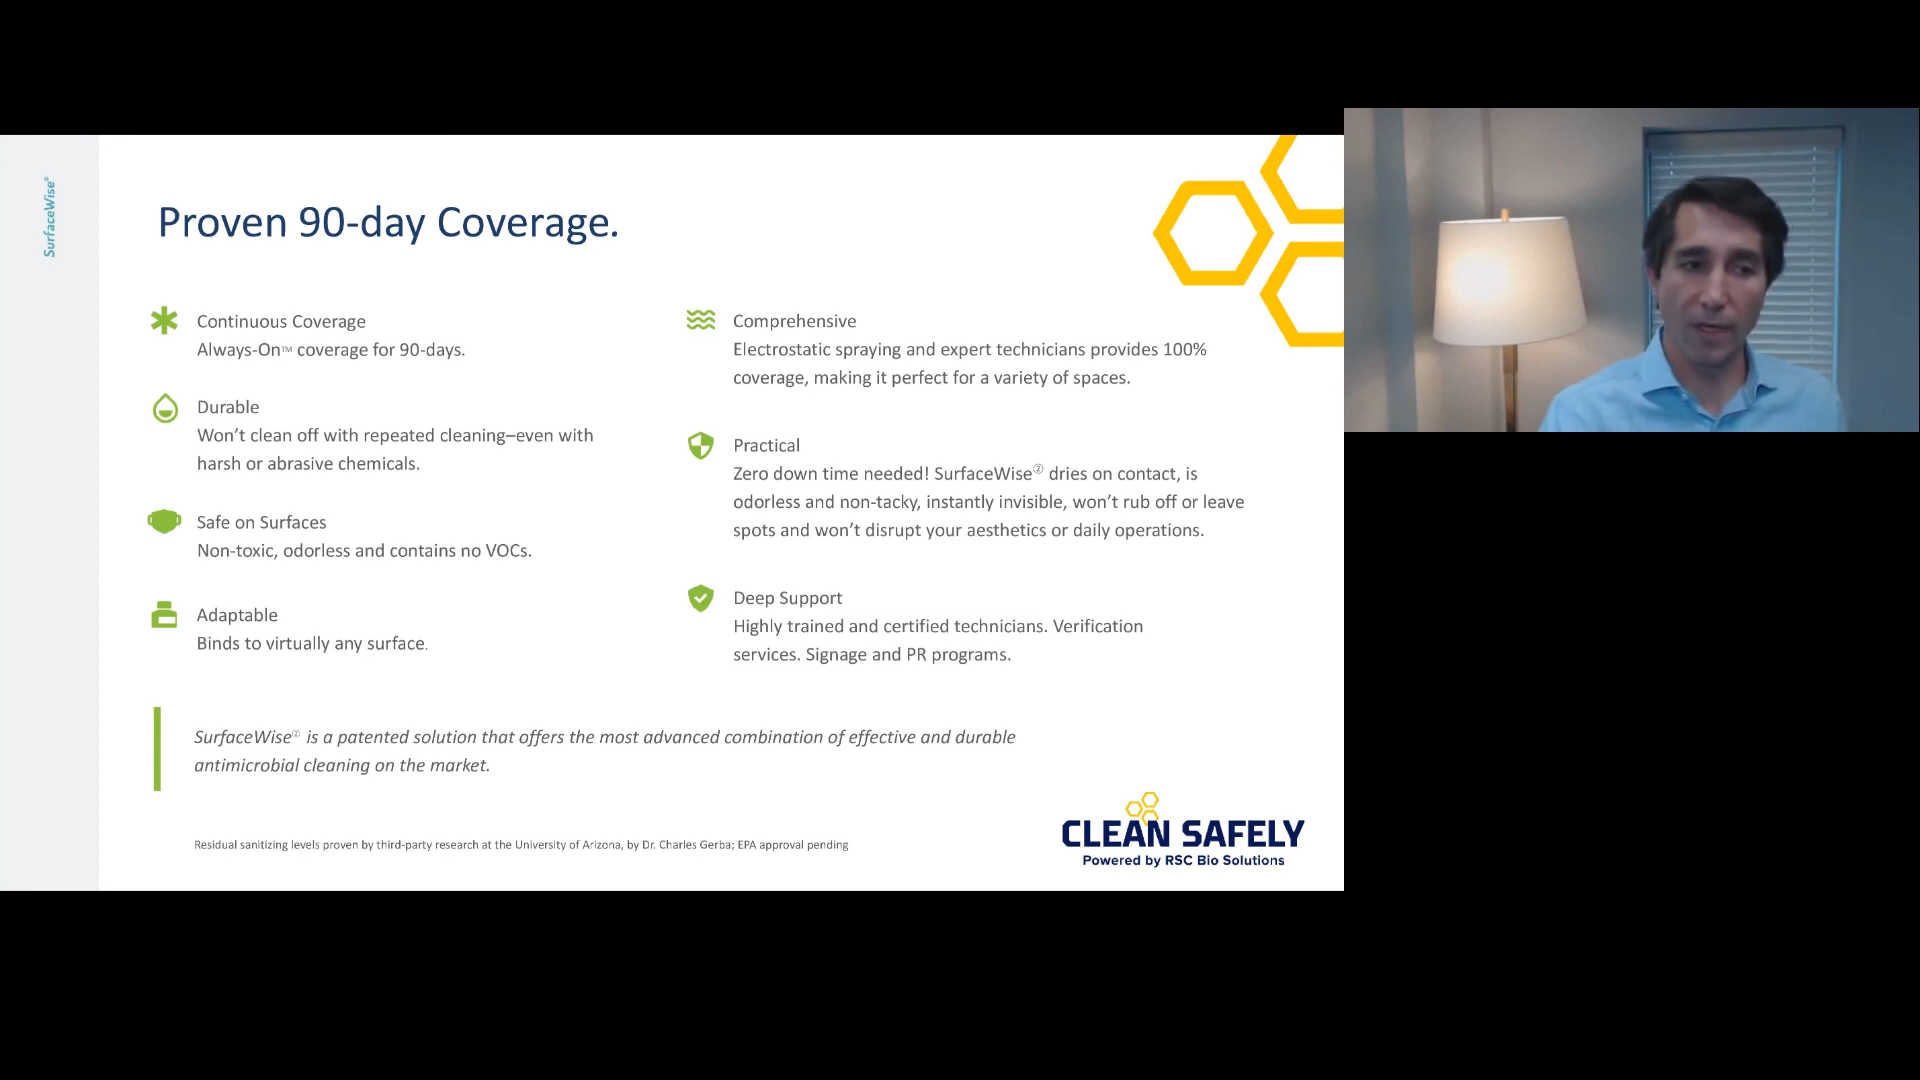 SurfaceWise②
Proven 90-day Coverage.
Continuous Coverage
Always-On™ coverage for 90-days.
Durable
Won’t clean off with repeated cleaning–even with
harsh or abrasive chemicals.
Safe on Surfaces
Non-toxic, odorless and contains no VOCs.
Adaptable
Binds to virtually any surface.
Comprehensive
Electrostatic spraying and expert technicians provides 100%
coverage, making it perfect for a variety of spaces.
Practical
Zero down time needed! SurfaceWise② dries on contact, is
odorless and non-tacky, instantly invisible, won’t rub off or leave
spots and won’t disrupt your aesthetics or daily operations.
Deep Support
Highly trained and certified technicians. Verification
services. Signage and PR programs.
SurfaceWise② is a patented solution that offers the most advanced combination of effective and durable
antimicrobial cleaning on the market.
Residual sanitizing levels proven by third-party research at the University of Arizona, by Dr. Charles Gerba; EPA approval pending
CLEAN SAFELY
Powered by RSC Bio Solutions